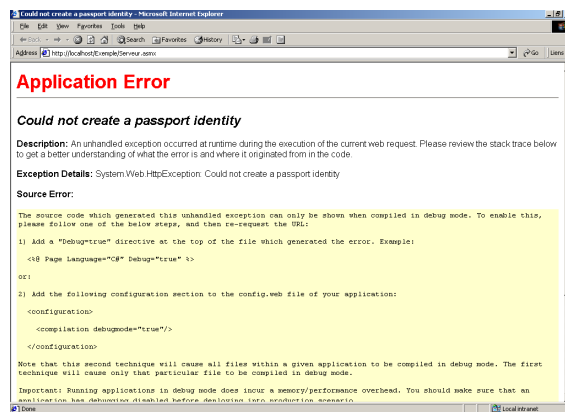 Could not create a passport identity - Microsoft Internet Explorer
File Edit View Favorites Tools Help
Back Search Favorites History
Address http://localhost/Exemple/Serveur.asmx Go Liens
Application Error
Could not create a passport identity
Description: An unhandled exception occurred at runtime during the execution of the current web request. Please review the stack trace below
to get a better understanding of what the error is and where it originated from in the code.
Exception Details: System.Web.HttpException: Could not create a passport identity
Source Error:
The source code which generated this unhandled exception can only be shown when compiled in debug mode. To enable this,
please follow one of the below steps, and then re-request the URL:
1) Add a "Debug=true" directive at the top of the file which generated the error. Example:
<%@ Page Language="C#" Debug="true" %>
or:
2) Add the following configuration section to the config.web file of your application:
<configuration>
<compilation debugmode="true"/>
</configuration>
Note that this second technique will cause all files within a given application to be compiled in debug mode. The first
technique will cause only that particular file to be compiled in debug mode.
Important: Running applications in debug mode does incur a memory/performance overhead. You should make sure that an
application has debugging disabled before deploying into production scenario.
Done Local intranet